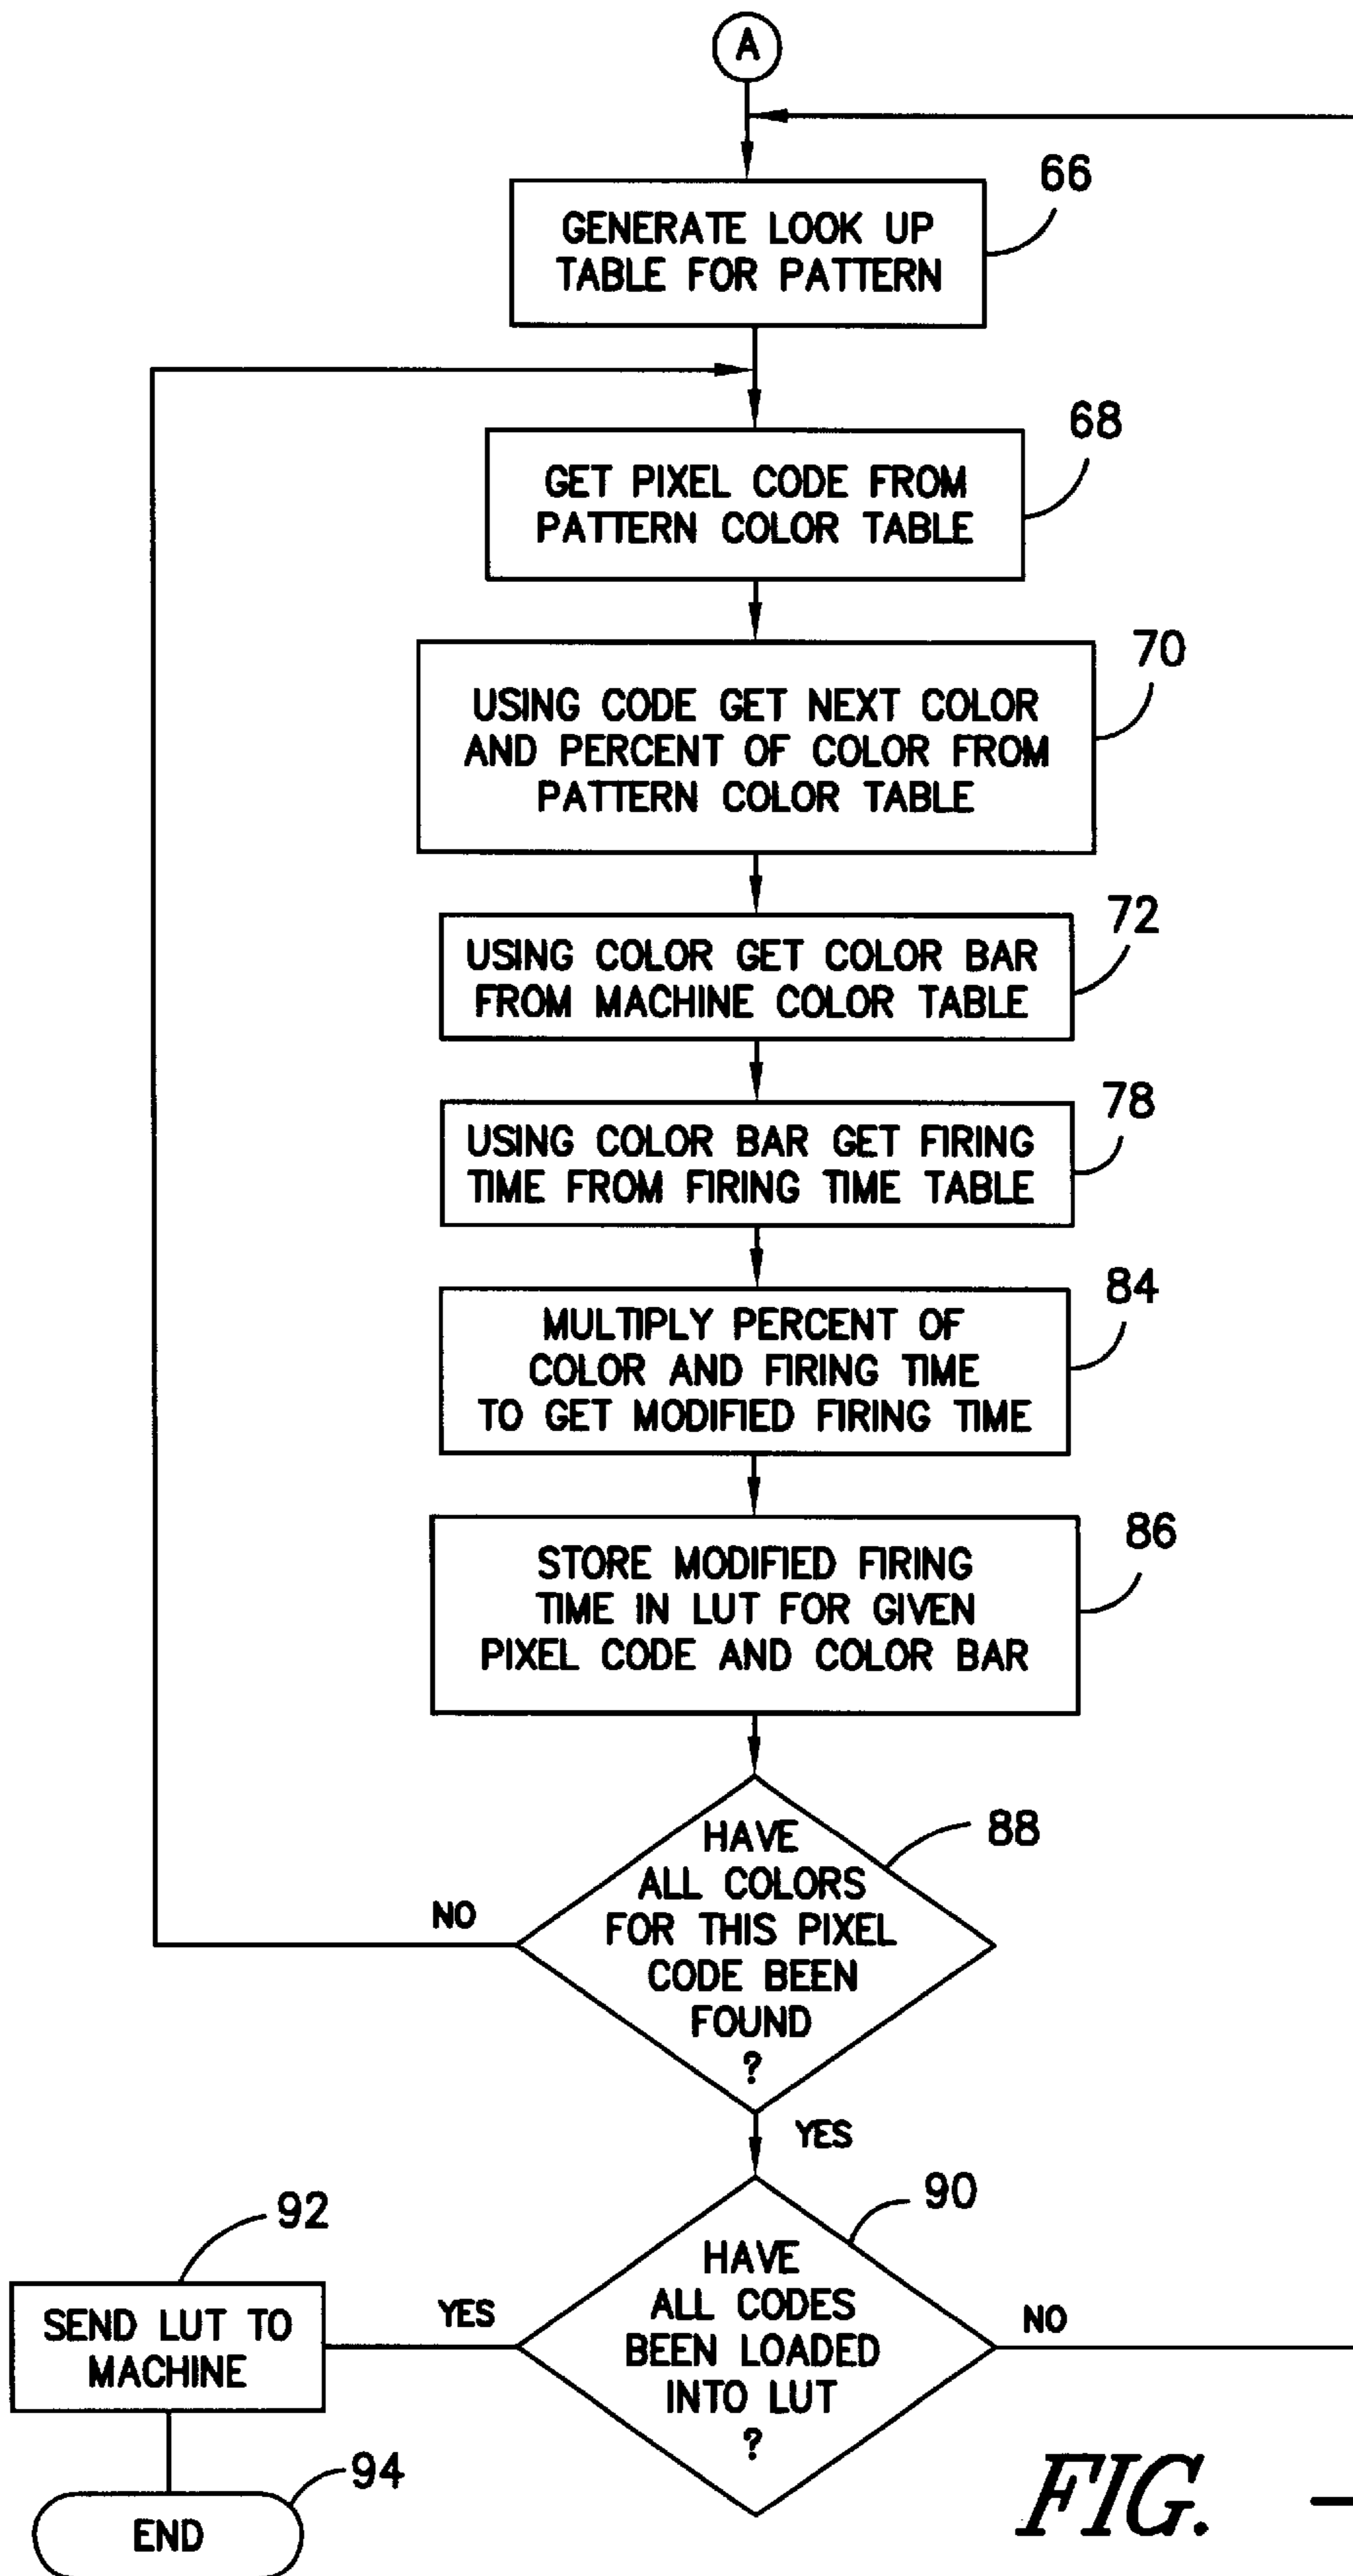 A
66
GENERATE LOOK UP
TABLE FOR PATTERN
68
GET PIXEL CODE FROM
PATTERN COLOR TABLE
70
USING CODE GET NEXT COLOR
AND PERCENT OF COLOR FROM
PATTERN COLOR TABLE
72
USING COLOR GET COLOR BAR
FROM MACHINE COLOR TABLE
78
USING COLOR BAR GET FIRING
TIME FROM FIRING TIME TABLE
84
MULTIPLY PERCENT OF
COLOR AND FIRING TIME
TO GET MODIFIED FIRING TIME
86
STORE MODIFIED FIRING
TIME IN LUT FOR GIVEN
PIXEL CODE AND COLOR BAR
88
HAVE
ALL COLORS
FOR THIS PIXEL
CODE BEEN
FOUND
?
NO
YES
90
HAVE
ALL CODES
BEEN LOADED
INTO LUT
?
YES
NO
92
SEND LUT TO
MACHINE
94
END
FIG. –